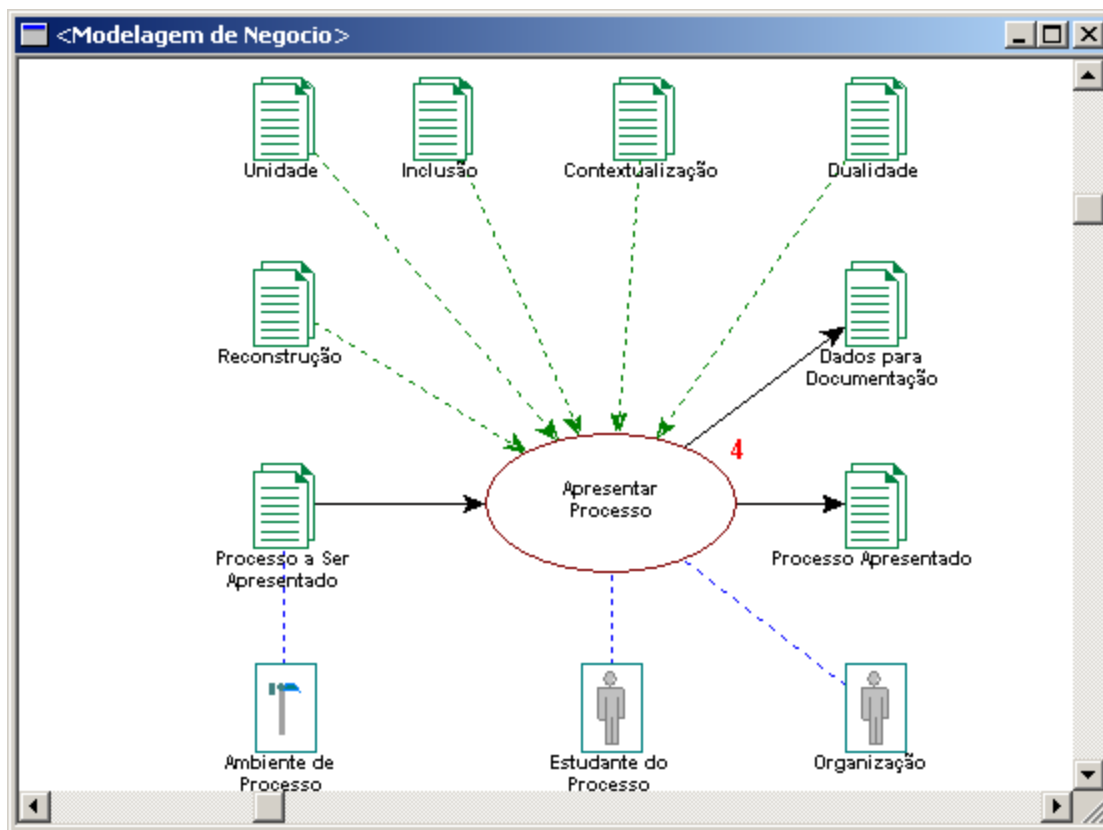 <Modelagem de Negocio>
Unidade
Inclusão
Contextualização
Dualidade
Reconstrução
Dados para
Documentação
4
Apresentar
Processo
Processo a Ser
Apresentado
Processo Apresentado
Ambiente de
Processo
Estudante do
Processo
Organização